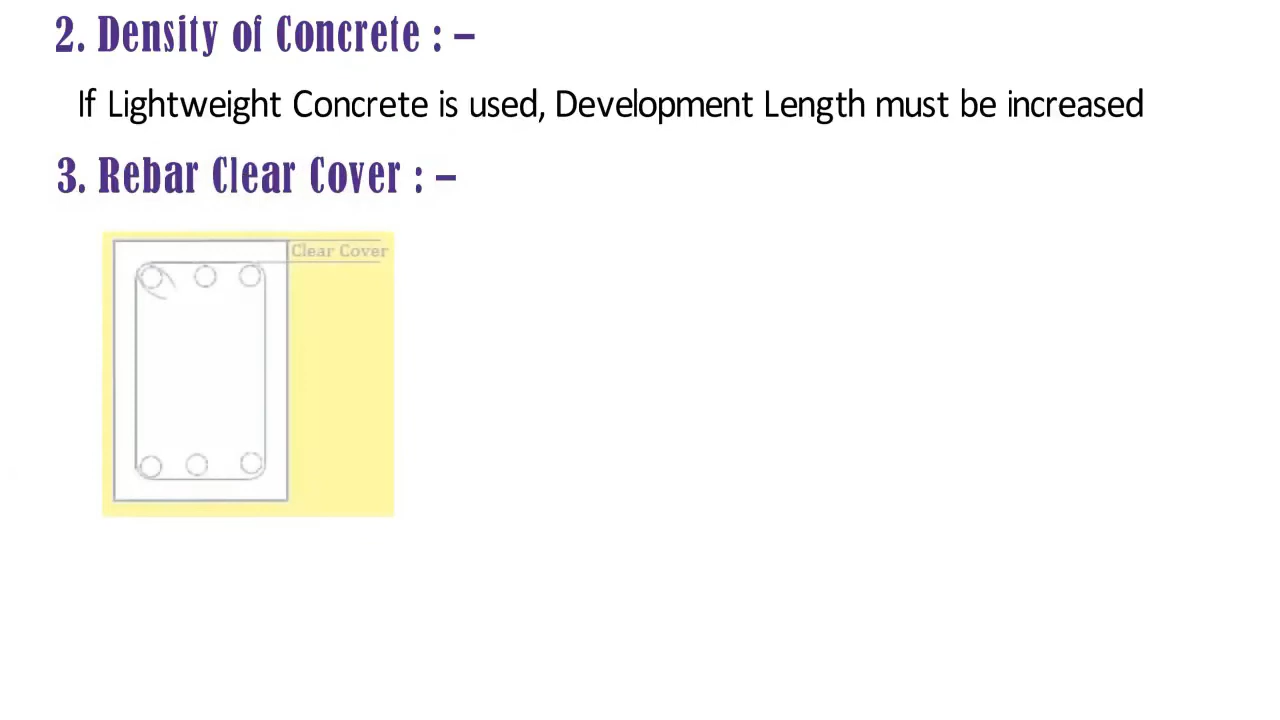 2. Density of Concrete : –
If Lightweight Concrete is used, Development Length must be increased
3. Rebar Clear Cover : –
Clear Cover